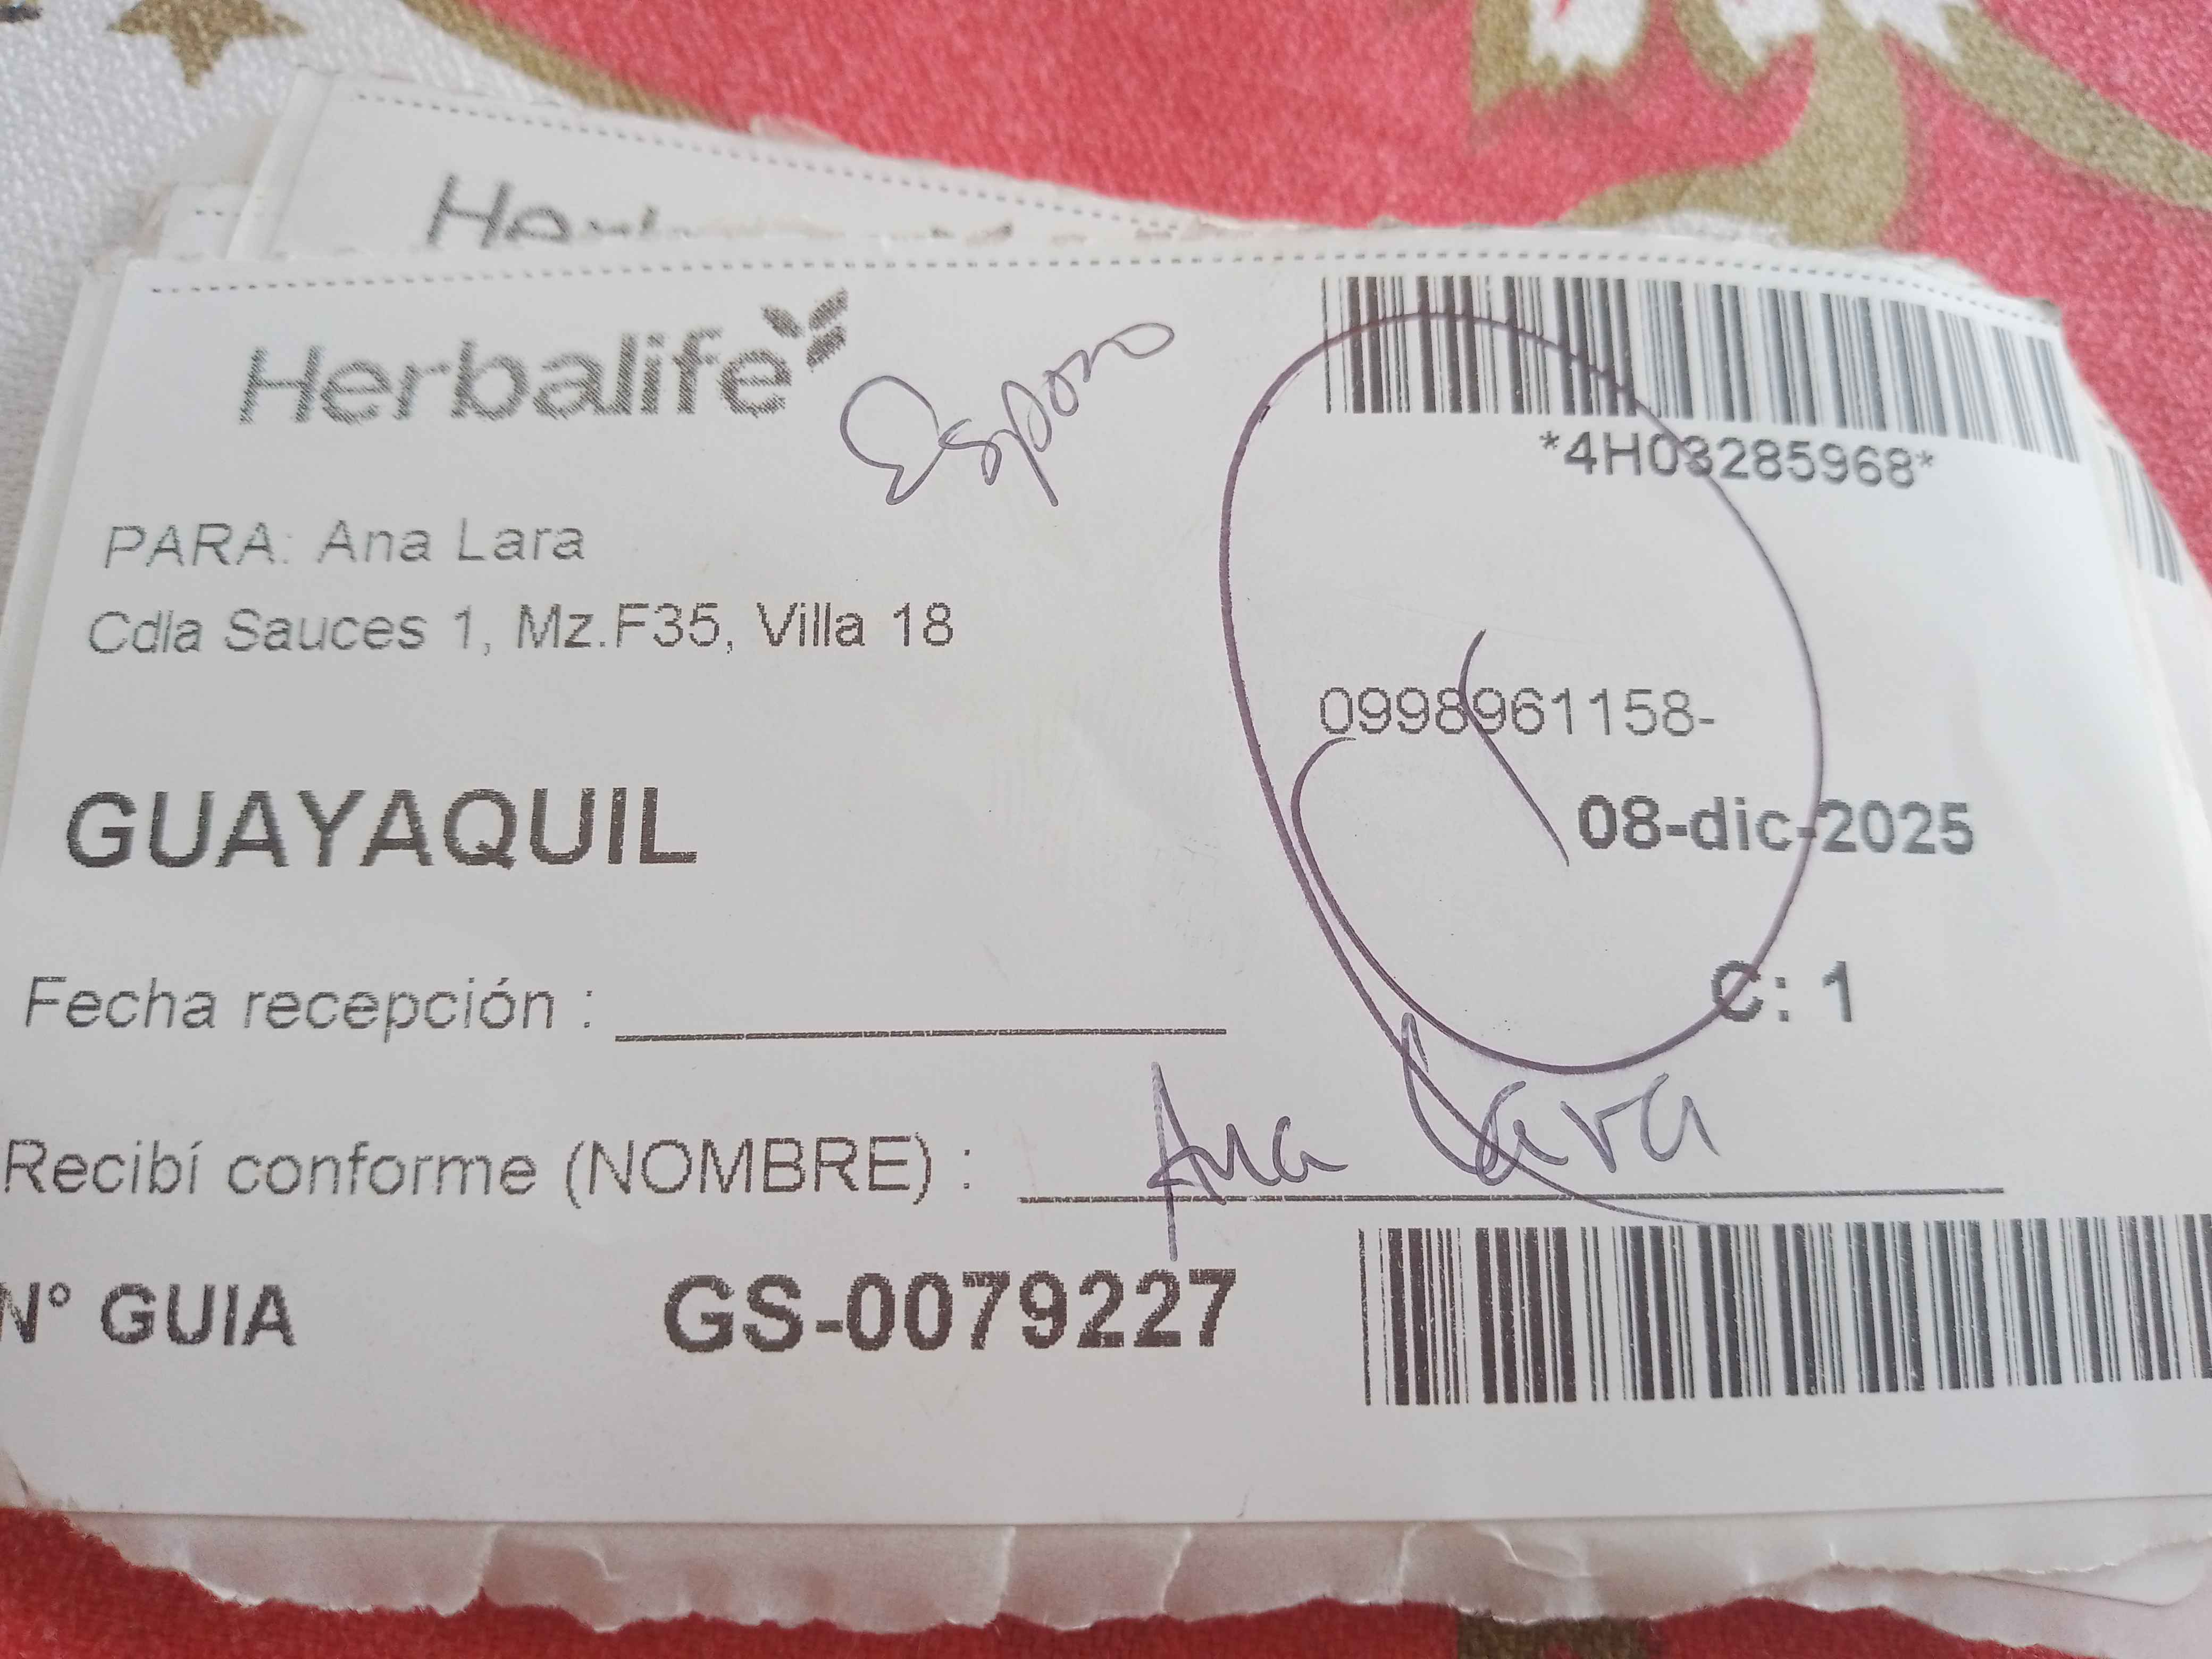 Herbalife
Esposo
*4H03285968*
PARA: Ana Lara
Cdla Sauces 1, Mz.F35, Villa 18
0998961158-
GUAYAQUIL
08-dic-2025
Fecha recepción :
C: 1
Recibí conforme (NOMBRE) : Ana Lara
N° GUIA GS-0079227